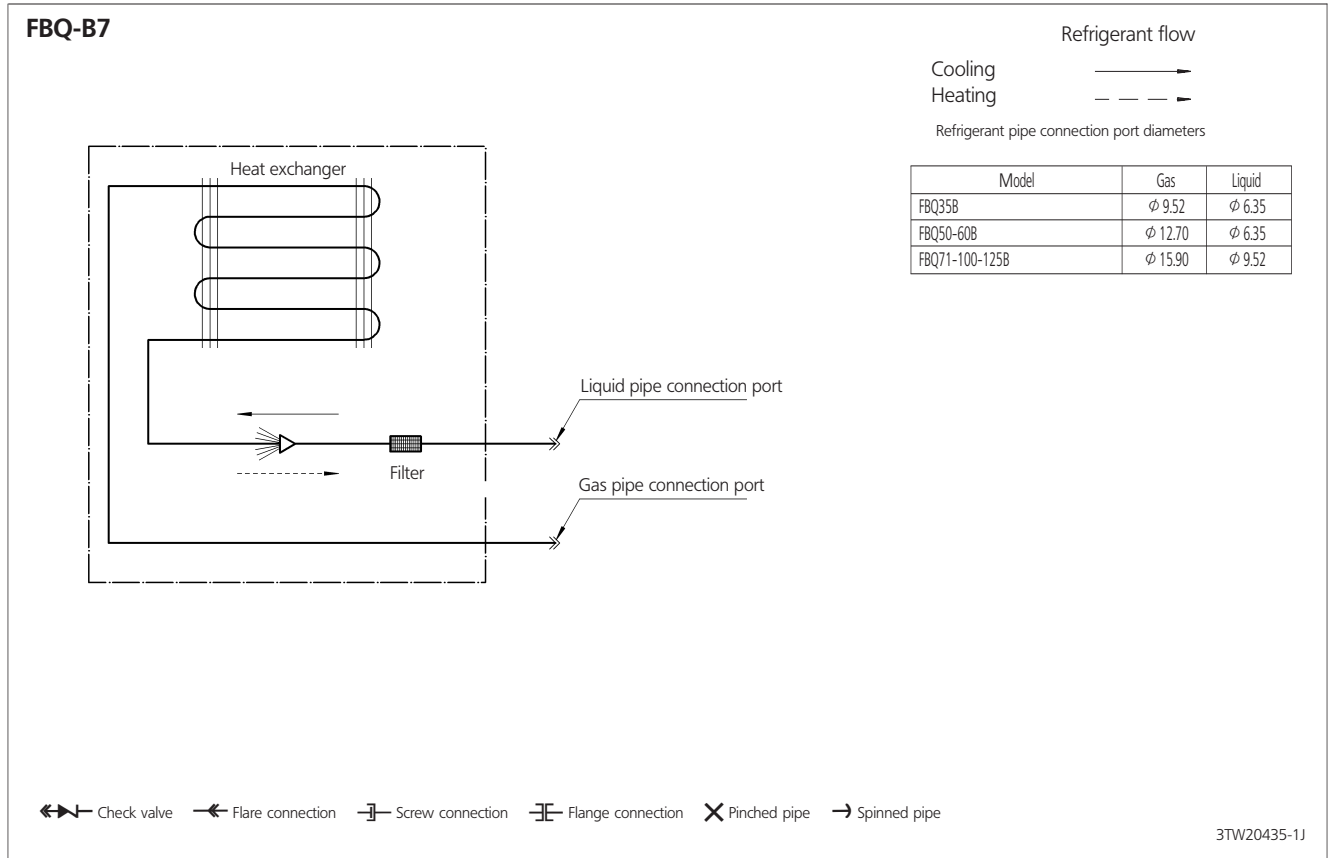 FBQ-B7
Refrigerant flow
Cooling
Heating
Refrigerant pipe connection port diameters
Model Gas Liquid
FBQ35B ϕ 9.52 ϕ 6.35
FBQ50-60B ϕ 12.70 ϕ 6.35
FBQ71-100-125B ϕ 15.90 ϕ 9.52
Heat exchanger
Liquid pipe connection port
Filter
Gas pipe connection port
Check valve Flare connection Screw connection Flange connection Pinched pipe Spinned pipe
3TW20435-1J